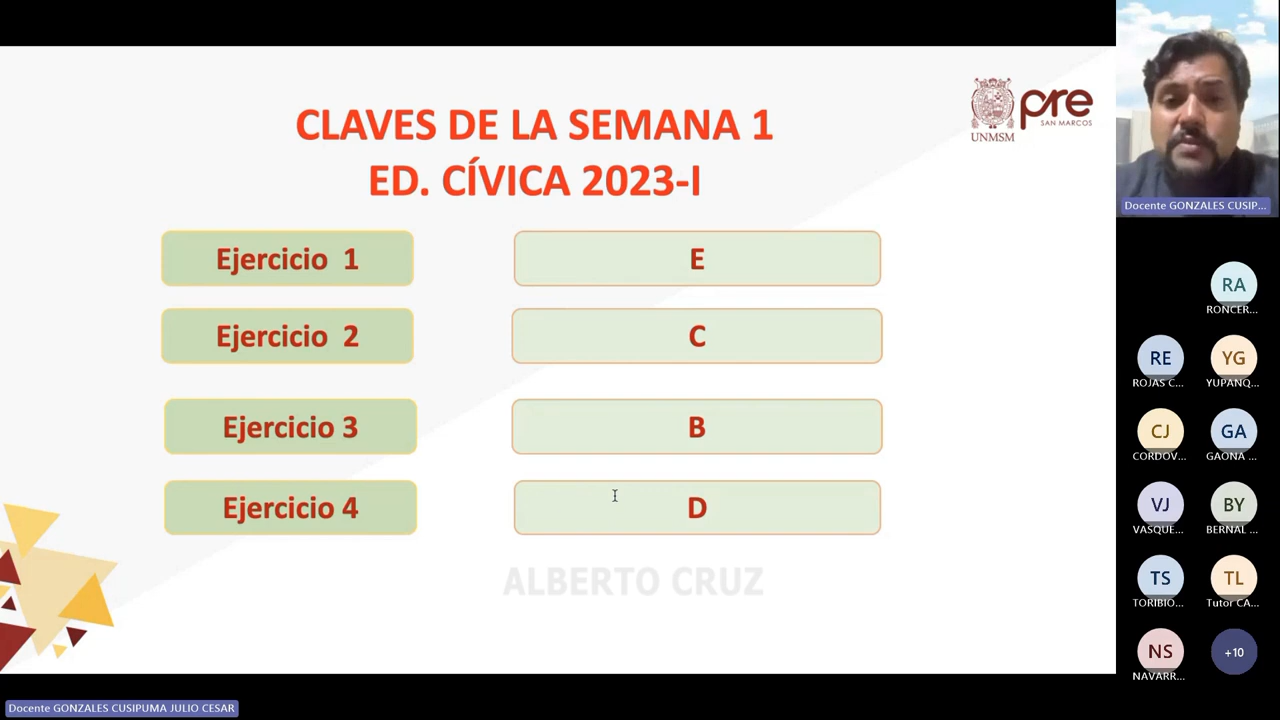 CLAVES DE LA SEMANA 1
ED. CÍVICA 2023-I
UNMSM
pre
SAN MARCOS
Ejercicio 1
E
Ejercicio 2
C
Ejercicio 3
B
Ejercicio 4
D
ALBERTO CRUZ
Docente GONZALES CUSIP...
RA
RONCER...
RE
YG
ROJAS C...
YUPANQ...
CJ
GA
CORDOV...
GAONA ...
VJ
BY
VASQUE...
BERNAL ...
TS
TL
TORIBIO...
Tutor CA...
NS
+10
NAVARR...
Docente GONZALES CUSIPUMA JULIO CESAR